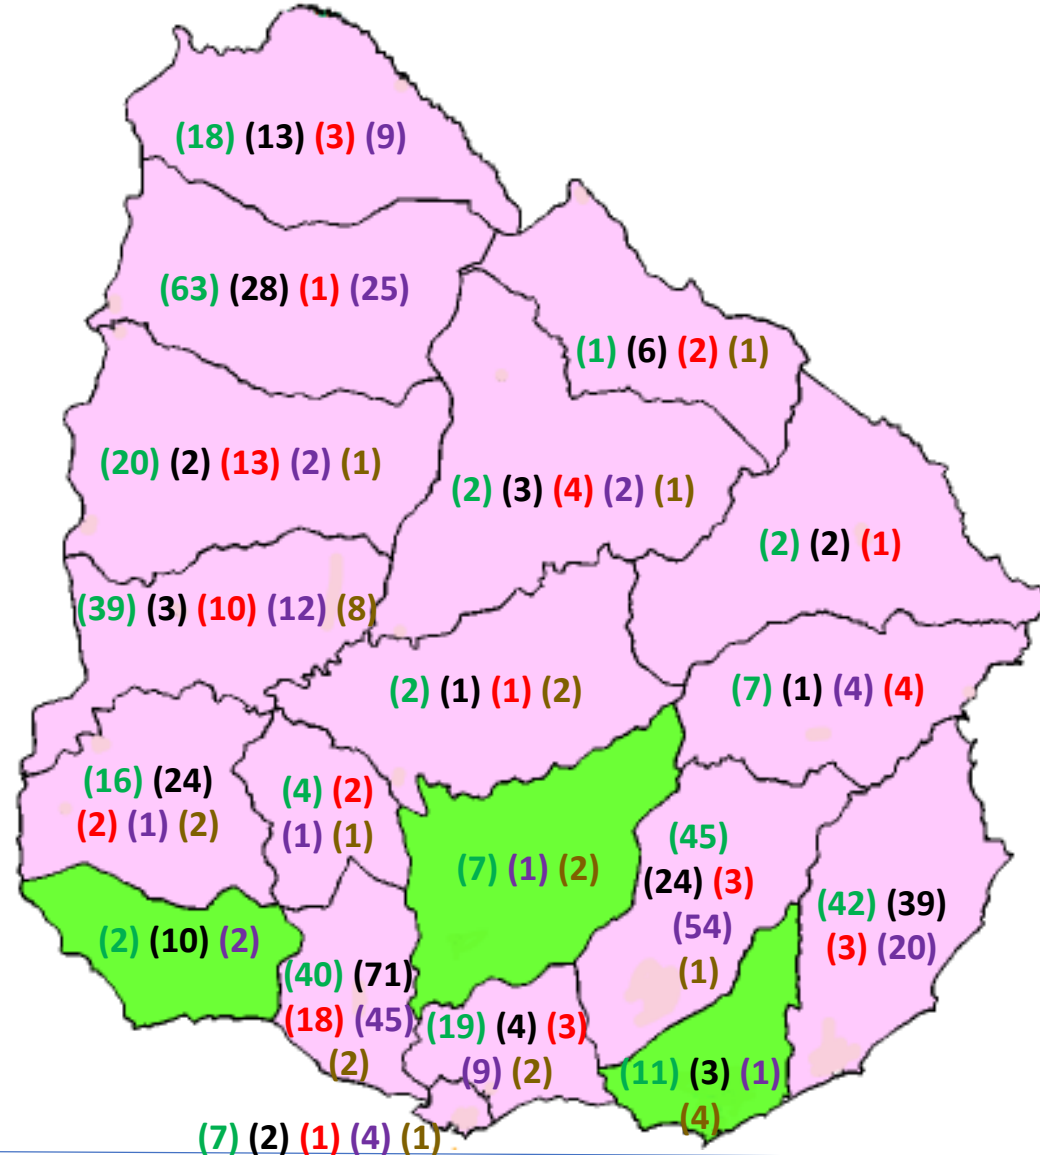 (18) (13) (3) (9)
(63) (28) (1) (25)
(1) (6) (2) (1)
(20) (2) (13) (2) (1)
(2) (3) (4) (2) (1)
(2) (2) (1)
(39) (3) (10) (12) (8)
(2) (1) (1) (2)
(7) (1) (4) (4)
(16) (24)
(2) (1) (2)
(4) (2)
(1) (1)
(7) (1) (2)
(45)
(24) (3)
(54)
(1)
(42) (39)
(3) (20)
(2) (10) (2)
(40) (71)
(18) (45)
(2)
(19) (4) (3)
(9) (2)
(11) (3) (1)
(4)
(7) (2) (1) (4) (1)